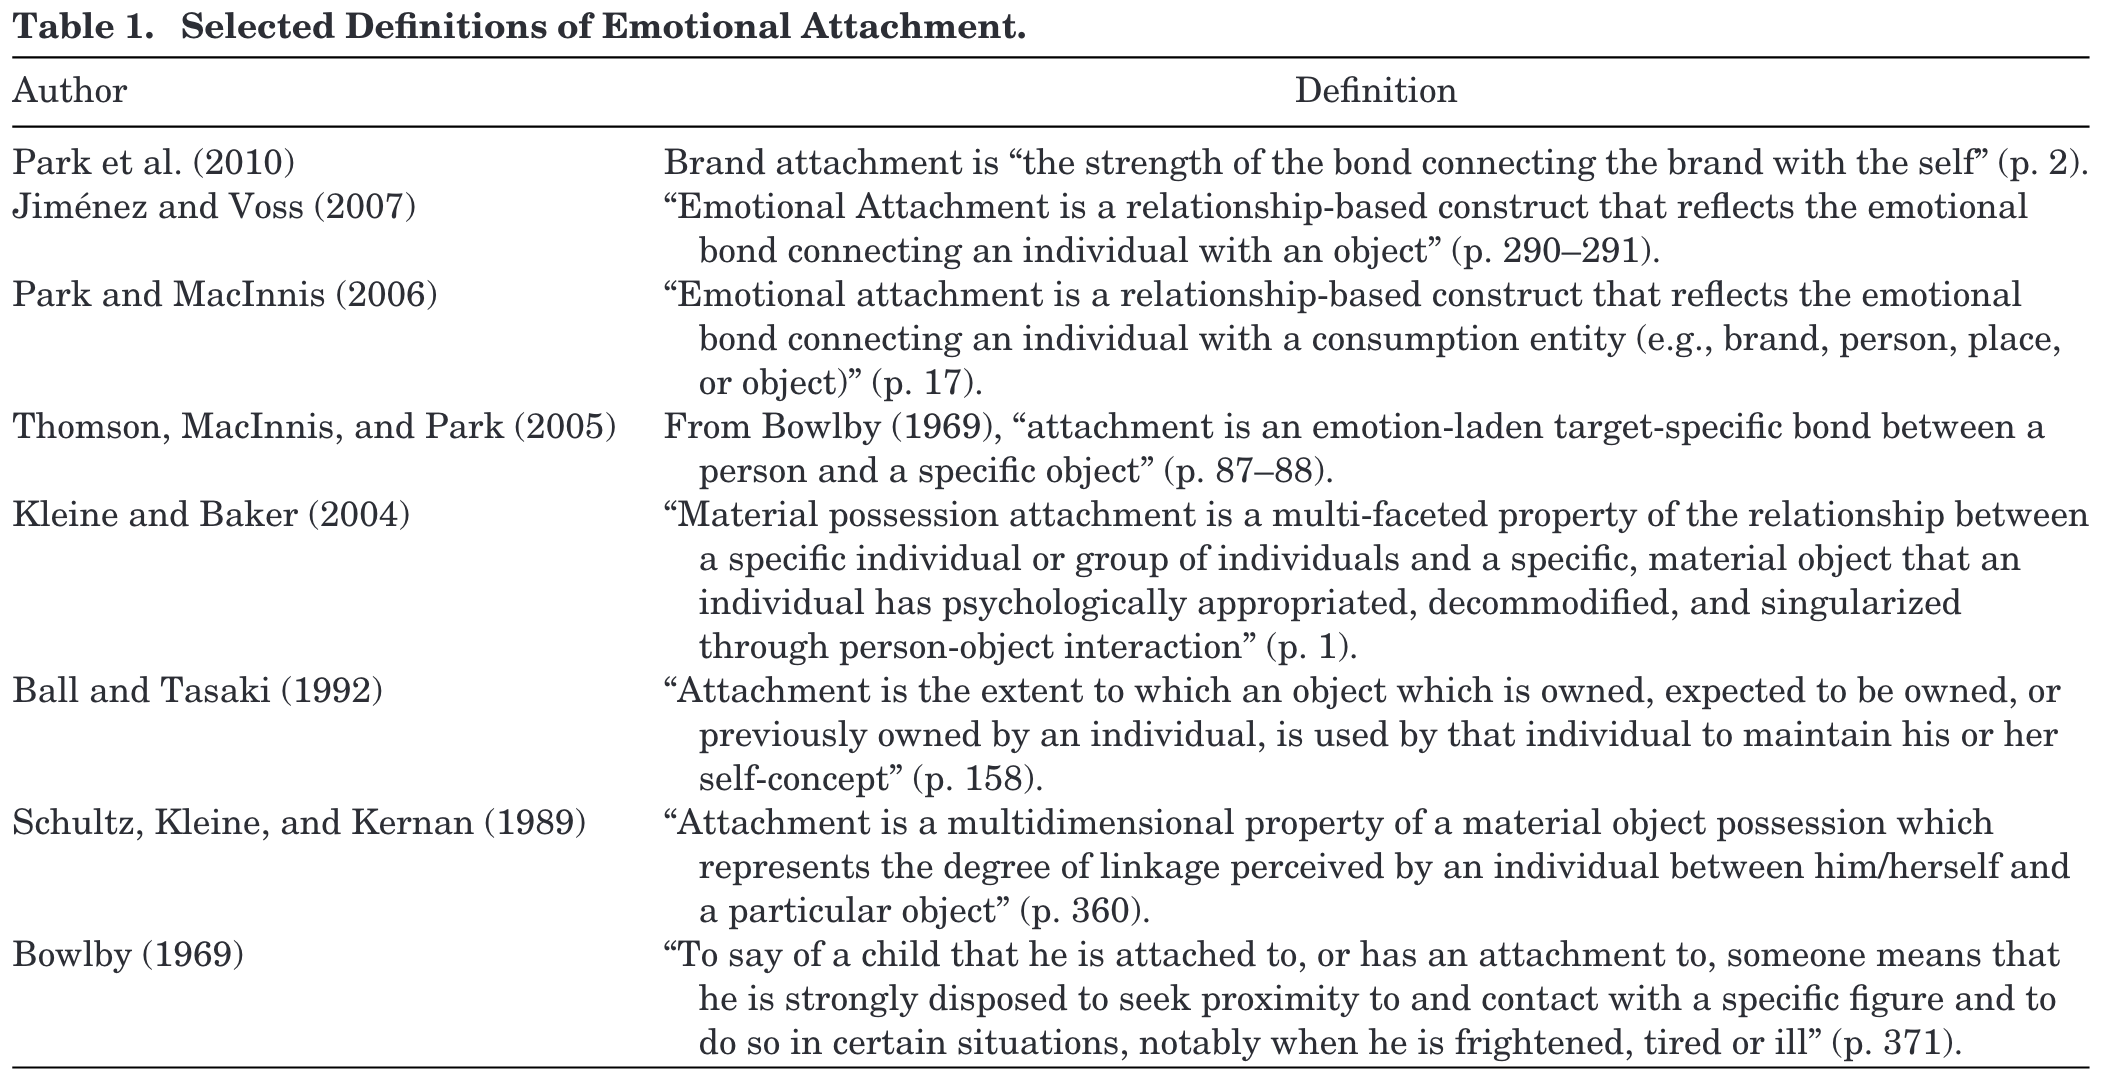 Table 1. Selected Definitions of Emotional Attachment.
Author Definition
Park et al. (2010) Brand attachment is “the strength of the bond connecting the brand with the self” (p. 2).
Jiménez and Voss (2007) “Emotional Attachment is a relationship-based construct that reflects the emotional
bond connecting an individual with an object” (p. 290–291).
Park and MacInnis (2006) “Emotional attachment is a relationship-based construct that reflects the emotional
bond connecting an individual with a consumption entity (e.g., brand, person, place,
or object)” (p. 17).
Thomson, MacInnis, and Park (2005) From Bowlby (1969), “attachment is an emotion-laden target-specific bond between a
person and a specific object” (p. 87–88).
Kleine and Baker (2004) “Material possession attachment is a multi-faceted property of the relationship between
a specific individual or group of individuals and a specific, material object that an
individual has psychologically appropriated, decommodified, and singularized
through person-object interaction” (p. 1).
Ball and Tasaki (1992) “Attachment is the extent to which an object which is owned, expected to be owned, or
previously owned by an individual, is used by that individual to maintain his or her
self-concept” (p. 158).
Schultz, Kleine, and Kernan (1989) “Attachment is a multidimensional property of a material object possession which
represents the degree of linkage perceived by an individual between him/herself and
a particular object” (p. 360).
Bowlby (1969) “To say of a child that he is attached to, or has an attachment to, someone means that
he is strongly disposed to seek proximity to and contact with a specific figure and to
do so in certain situations, notably when he is frightened, tired or ill” (p. 371).